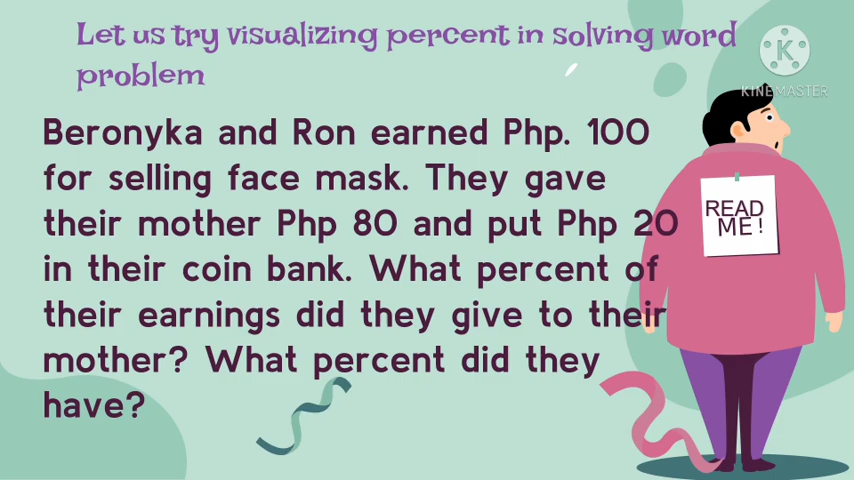 Let us try visualizing percent in solving word
problem
K
KINEMASTER
Beronyka and Ron earned Php. 100
for selling face mask. They gave
their mother Php 80 and put Php 20
in their coin bank. What percent of
their earnings did they give to their
mother? What percent did they
have?
READ
ME!